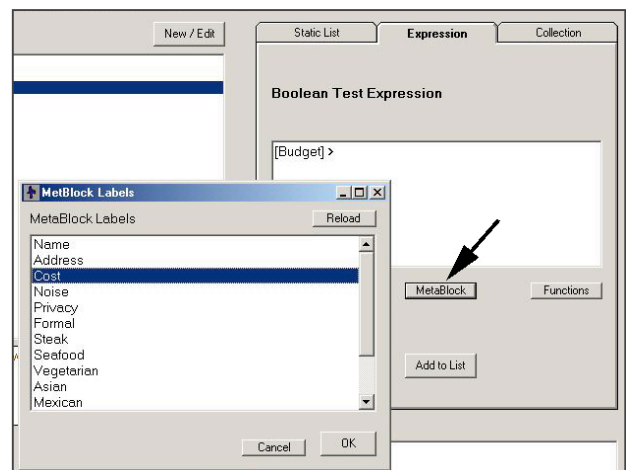 New / Edit
Static List
Expression
Collection
Boolean Test Expression
[Budget] >
MetBlock Labels
MetaBlock Labels
Reload
Name
Address
Cost
Noise
Privacy
Formal
Steak
Seafood
Vegetarian
Asian
Mexican
MetaBlock
Functions
Add to List
Cancel
OK